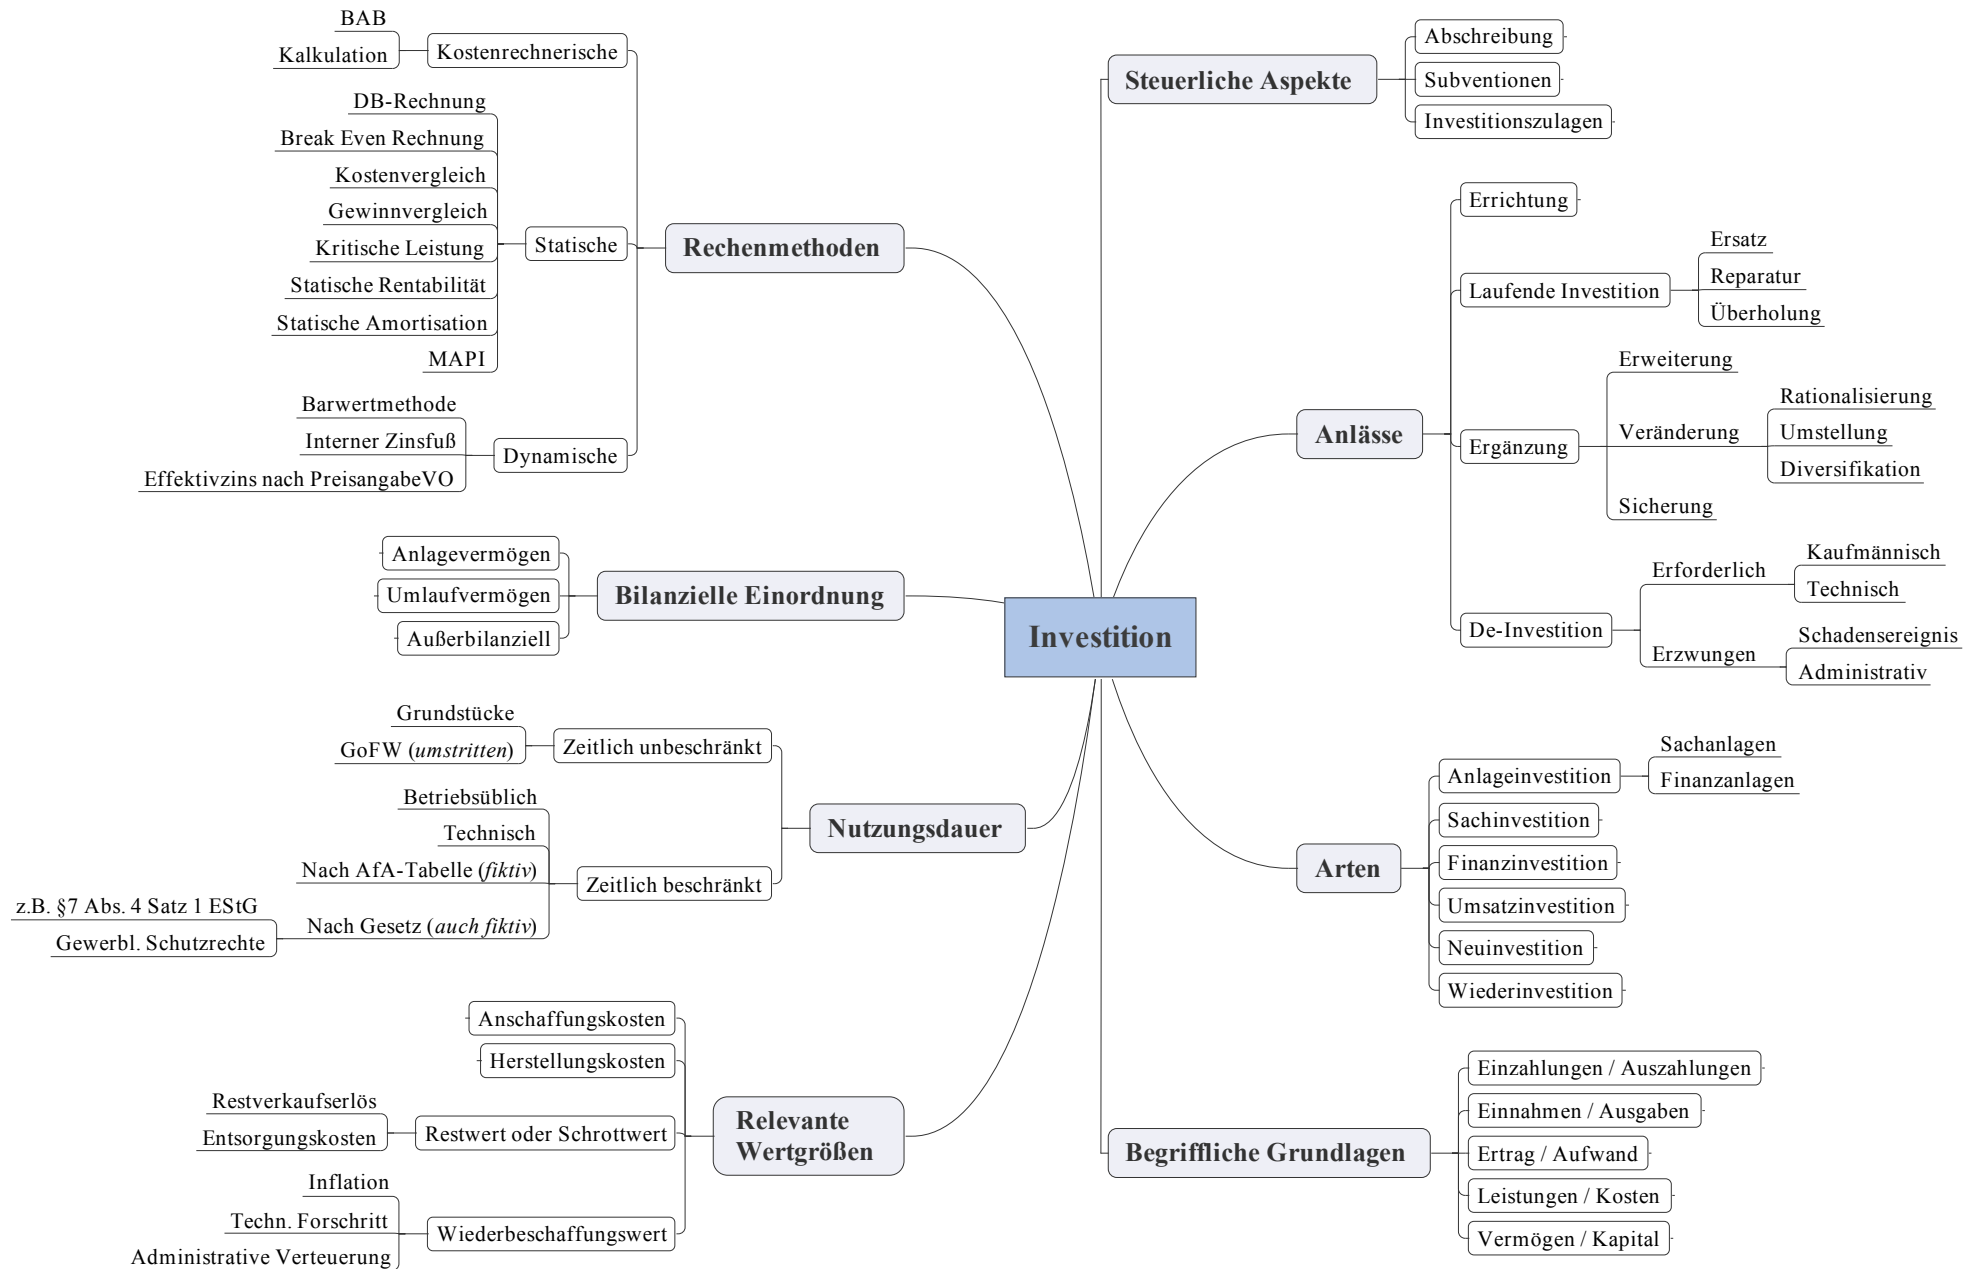 Investition
Rechenmethoden
Kostenrechnerische
BAB
Kalkulation
Statische
DB-Rechnung
Break Even Rechnung
Kostenvergleich
Gewinnvergleich
Kritische Leistung
Statische Rentabilität
Statische Amortisation
MAPI
Dynamische
Barwertmethode
Interner Zinsfuß
Effektivzins nach PreisangabeVO
Bilanzielle Einordnung
Anlagevermögen
Umlaufvermögen
Außerbilanziell
Nutzungsdauer
Zeitlich unbeschränkt
Grundstücke
GoFW (umstritten)
Zeitlich beschränkt
Betriebsüblich
Technisch
Nach AfA-Tabelle (fiktiv)
Nach Gesetz (auch fiktiv)
z.B. §7 Abs. 4 Satz 1 EStG
Gewerbl. Schutzrechte
Relevante
Wertgrößen
Anschaffungskosten
Herstellungskosten
Restwert oder Schrottwert
Restverkaufserlös
Entsorgungskosten
Wiederbeschaffungswert
Inflation
Techn. Forschritt
Administrative Verteuerung
Steuerliche Aspekte
Abschreibung
Subventionen
Investitionszulagen
Anlässe
Errichtung
Laufende Investition
Ersatz
Reparatur
Überholung
Ergänzung
Erweiterung
Veränderung
Rationalisierung
Umstellung
Diversifikation
Sicherung
De-Investition
Erforderlich
Kaufmännisch
Technisch
Erzwungen
Schadensereignis
Administrativ
Arten
Anlageinvestition
Sachanlagen
Finanzanlagen
Sachinvestition
Finanzinvestition
Umsatzinvestition
Neuinvestition
Wiederinvestition
Begriffliche Grundlagen
Einzahlungen / Auszahlungen
Einnahmen / Ausgaben
Ertrag / Aufwand
Leistungen / Kosten
Vermögen / Kapital